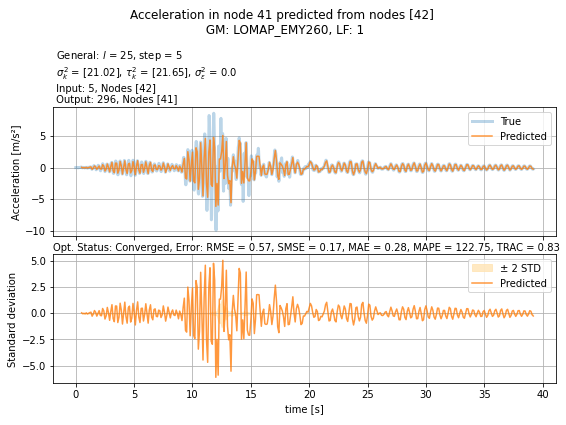 Acceleration in node 41 predicted from nodes [42]
GM: LOMAP_EMY260, LF: 1
General: l = 25, step = 5
σ²ₖ = [21.02], τ²ₖ = [21.65], σ²ε = 0.0
Input: 5, Nodes [42]
Output: 296, Nodes [41]
True
Predicted
Acceleration [m/s²]
5
0
−5
−10
Opt. Status: Converged, Error: RMSE = 0.57, SMSE = 0.17, MAE = 0.28, MAPE = 122.75, TRAC = 0.83
± 2 STD
Predicted
Standard deviation
5.0
2.5
0.0
−2.5
−5.0
0 5 10 15 20 25 30 35 40
time [s]